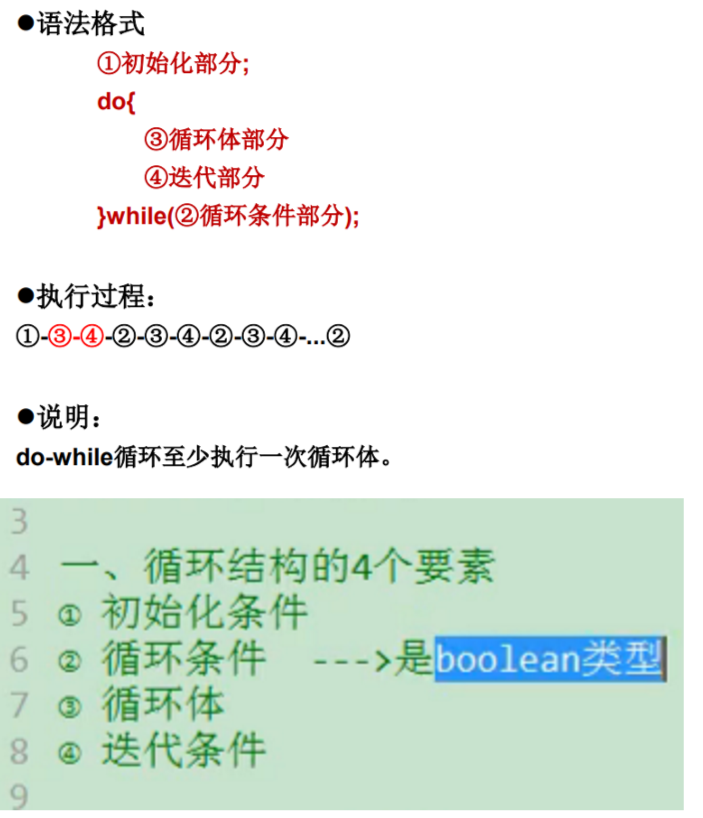 ●语法格式
①初始化部分;
do{
③循环体部分
④迭代部分
}while(②循环条件部分);
●执行过程：
①-③-④-②-③-④-②-③-④-...②
●说明：
do-while循环至少执行一次循环体。
3
4 一、循环结构的4个要素
5 ① 初始化条件
6 ② 循环条件 --->是boolean类型
7 ③ 循环体
8 ④ 迭代条件
9